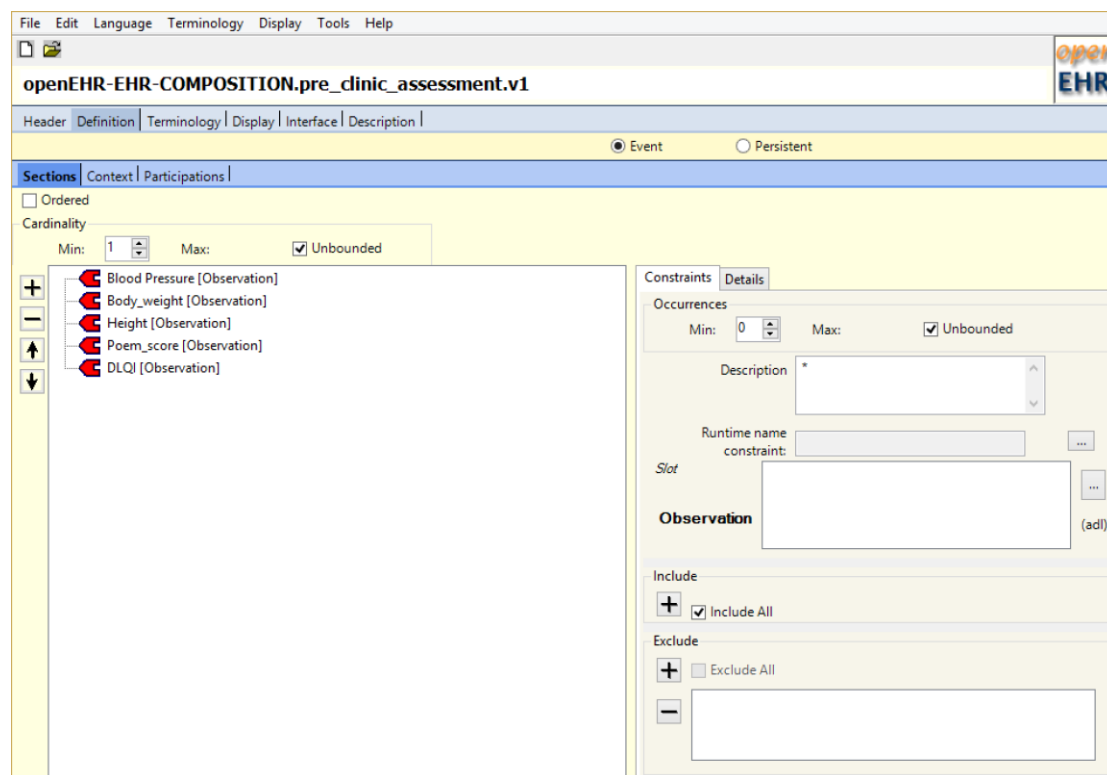 File Edit Language Terminology Display Tools Help
open
EHR
openEHR-EHR-COMPOSITION.pre_clinic_assessment.v1
Header Definition Terminology Display Interface Description
Event Persistent
Sections Context Participations
Ordered
Cardinality
Min: 1 Max: Unbounded
Blood Pressure [Observation]
Body_weight [Observation]
Height [Observation]
Poem_score [Observation]
DLQI [Observation]
Constraints Details
Occurrences
Min: 0 Max: Unbounded
Description *
Runtime name
constraint: ...
Slot
...
Observation
(adl)
Include
Include All
Exclude
Exclude All